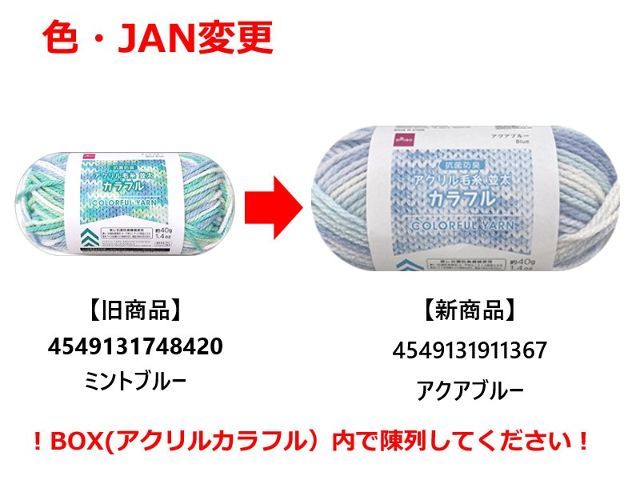 色・JAN変更
抗菌防臭
アクリル毛糸 並太
カラフル
COLORFUL YARN
約40g
1.4oz
アクアブルー
Blue
抗菌防臭
アクリル毛糸 並太
カラフル
COLORFUL YARN
約40g
1.4oz
【旧商品】
4549131748420
ミントブルー
【新商品】
4549131911367
アクアブルー
！BOX(アクリルカラフル）内で陳列してください！